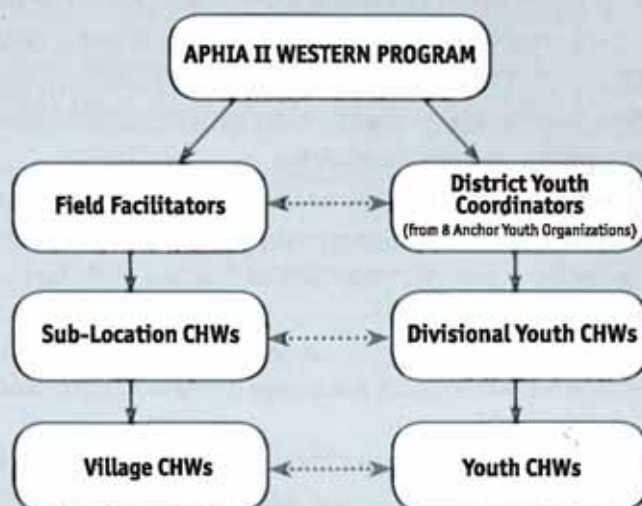 APHIA II WESTERN PROGRAM
Field Facilitators
District Youth
Coordinators
(from 8 Anchor Youth Organizations)
Sub-Location CHWs
Divisional Youth CHWs
Village CHWs
Youth CHWs